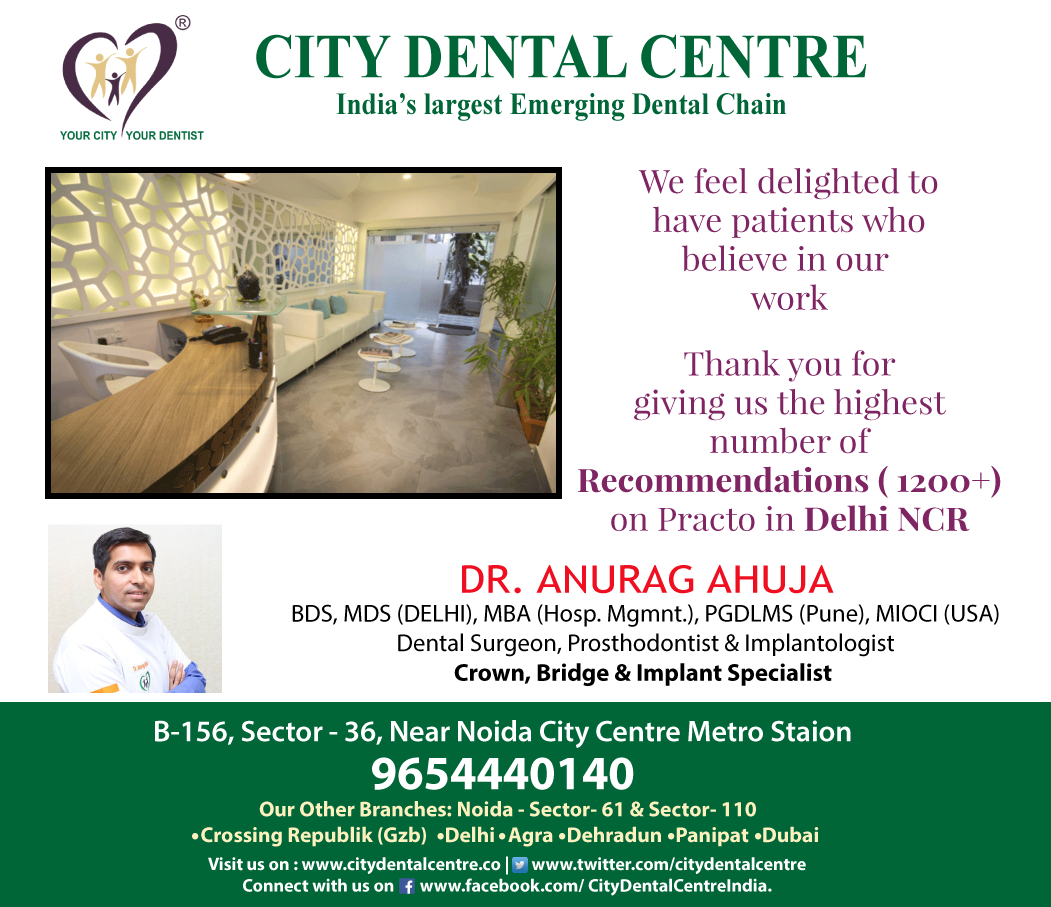 ®
YOUR CITY YOUR DENTIST
CITY DENTAL CENTRE
India's largest Emerging Dental Chain
We feel delighted to
have patients who
believe in our
work
Thank you for
giving us the highest
number of
Recommendations ( 1200+)
on Practo in Delhi NCR
DR. ANURAG AHUJA
BDS, MDS (DELHI), MBA (Hosp. Mgmnt.), PGDLMS (Pune), MIOCI (USA)
Dental Surgeon, Prosthodontist & Implantologist
Crown, Bridge & Implant Specialist
B-156, Sector - 36, Near Noida City Centre Metro Staion
9654440140
Our Other Branches: Noida - Sector- 61 & Sector- 110
•Crossing Republik (Gzb) •Delhi •Agra •Dehradun •Panipat •Dubai
Visit us on : www.citydentalcentre.co | www.twitter.com/citydentalcentre
Connect with us on f www.facebook.com/ CityDentalCentreIndia.